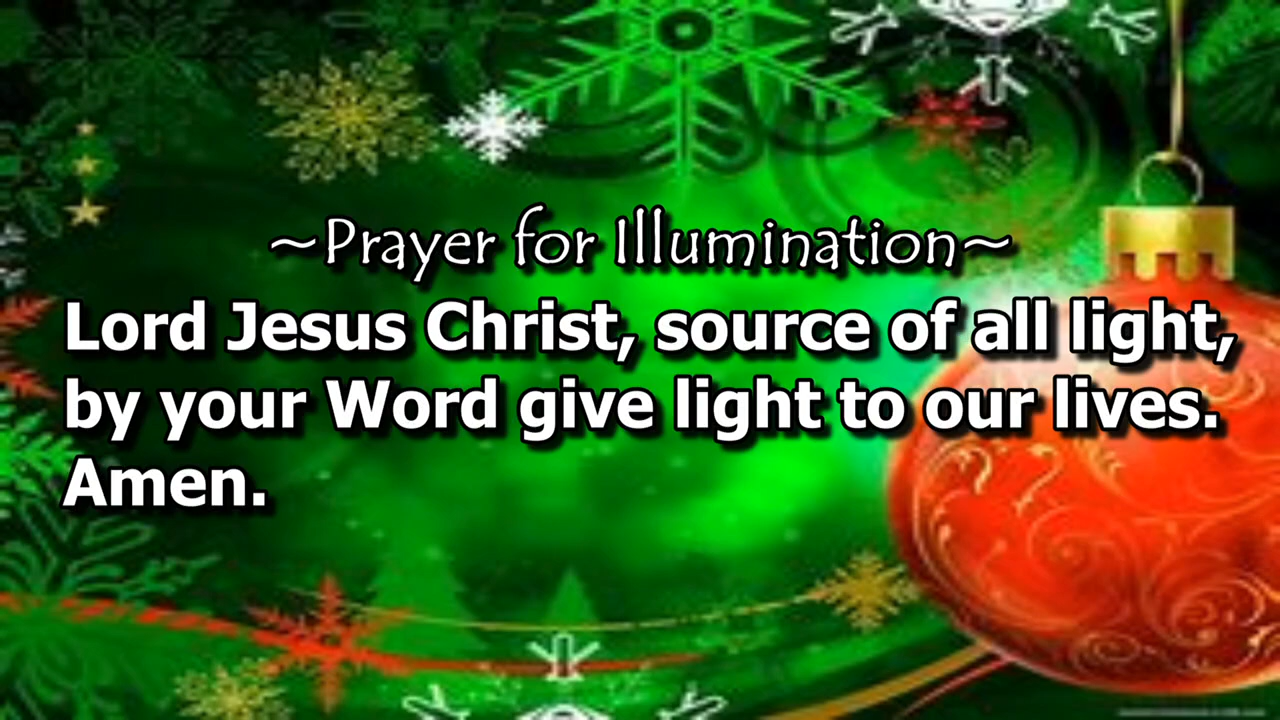 ~Prayer for Illumination~
Lord Jesus Christ, source of all light,
by your Word give light to our lives.
Amen.